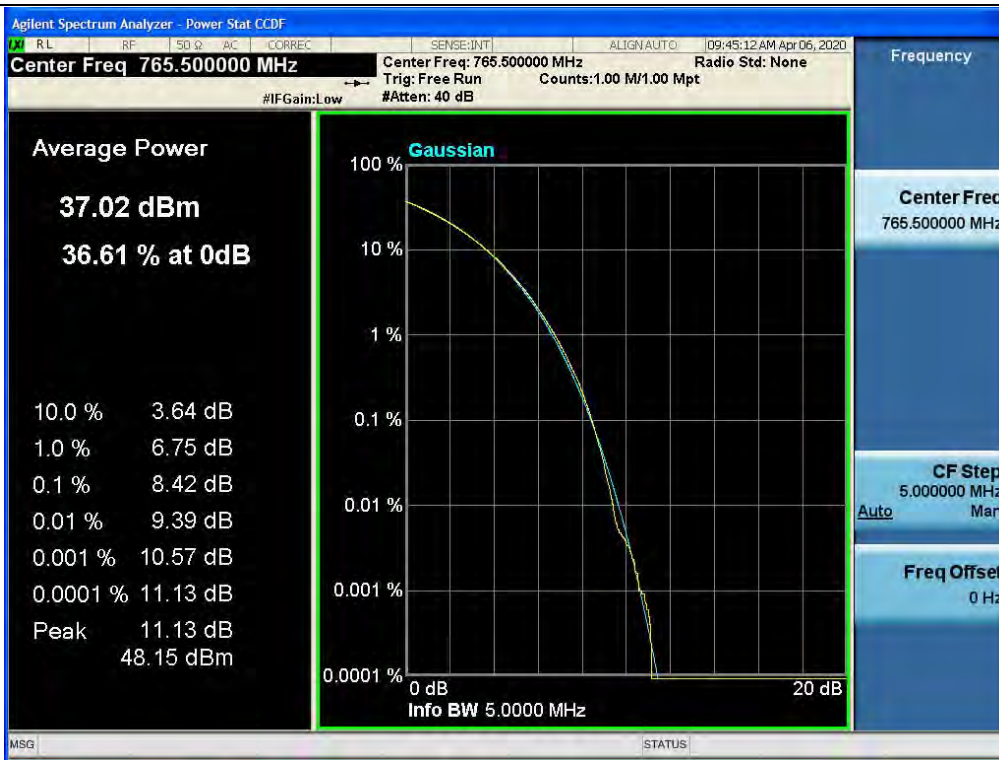 Agilent Spectrum Analyzer - Power Stat CCDF
LXI RL RF 50 Ω AC CORREC SENSE:INT ALIGN AUTO 09:45:12 AM Apr 06, 2020
Center Freq 765.500000 MHz
Center Freq: 765.500000 MHz Radio Std: None
Trig: Free Run Counts:1.00 M/1.00 Mpt
#IFGain:Low #Atten: 40 dB
Frequency
Average Power
37.02 dBm
36.61 % at 0dB
10.0 % 3.64 dB
1.0 % 6.75 dB
0.1 % 8.42 dB
0.01 % 9.39 dB
0.001 % 10.57 dB
0.0001 % 11.13 dB
Peak 11.13 dB
48.15 dBm
Gaussian
100 %
10 %
1 %
0.1 %
0.01 %
0.001 %
0.0001 %
0 dB 20 dB
Info BW 5.0000 MHz
Center Freq
765.500000 MHz
CF Step
5.000000 MHz
Auto Man
Freq Offset
0 Hz
MSG STATUS